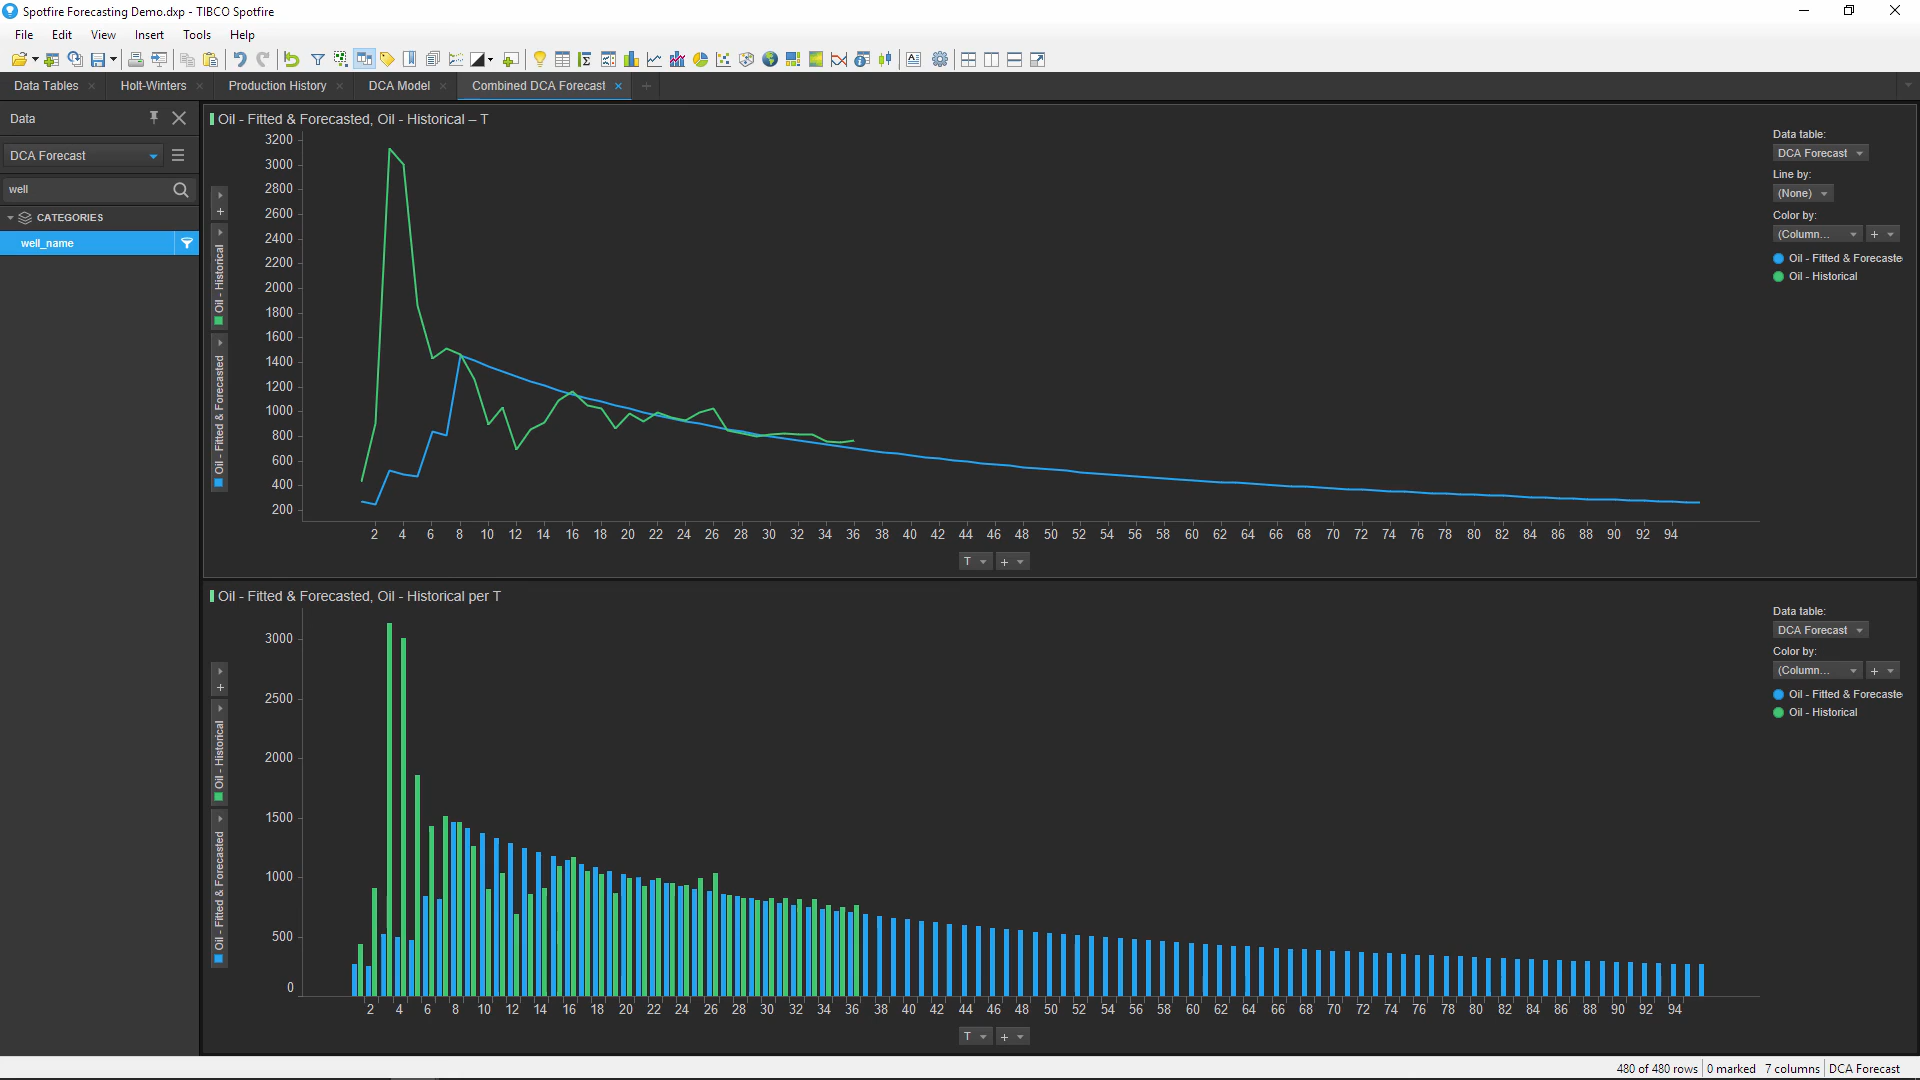 Spotfire Forecasting Demo.dxp - TIBCO Spotfire
File Edit View Insert Tools Help
Data Tables Holt-Winters Production History DCA Model Combined DCA Forecast
Data
DCA Forecast
well
CATEGORIES
well_name
Oil - Fitted & Forecasted, Oil - Historical – T
3200
3000
2800
2600
2400
2200
2000
1800
1600
1400
1200
1000
800
600
400
200
Oil - Historical
Oil - Fitted & Forecasted
2 4 6 8 10 12 14 16 18 20 22 24 26 28 30 32 34 36 38 40 42 44 46 48 50 52 54 56 58 60 62 64 66 68 70 72 74 76 78 80 82 84 86 88 90 92 94
T +
Data table:
DCA Forecast
Line by:
(None)
Color by:
(Column... +
Oil - Fitted & Forecaste
Oil - Historical
Oil - Fitted & Forecasted, Oil - Historical per T
3000
2500
2000
1500
1000
500
0
Oil - Historical
Oil - Fitted & Forecasted
2 4 6 8 10 12 14 16 18 20 22 24 26 28 30 32 34 36 38 40 42 44 46 48 50 52 54 56 58 60 62 64 66 68 70 72 74 76 78 80 82 84 86 88 90 92 94
T +
Data table:
DCA Forecast
Color by:
(Column... +
Oil - Fitted & Forecaste
Oil - Historical
480 of 480 rows 0 marked 7 columns DCA Forecast